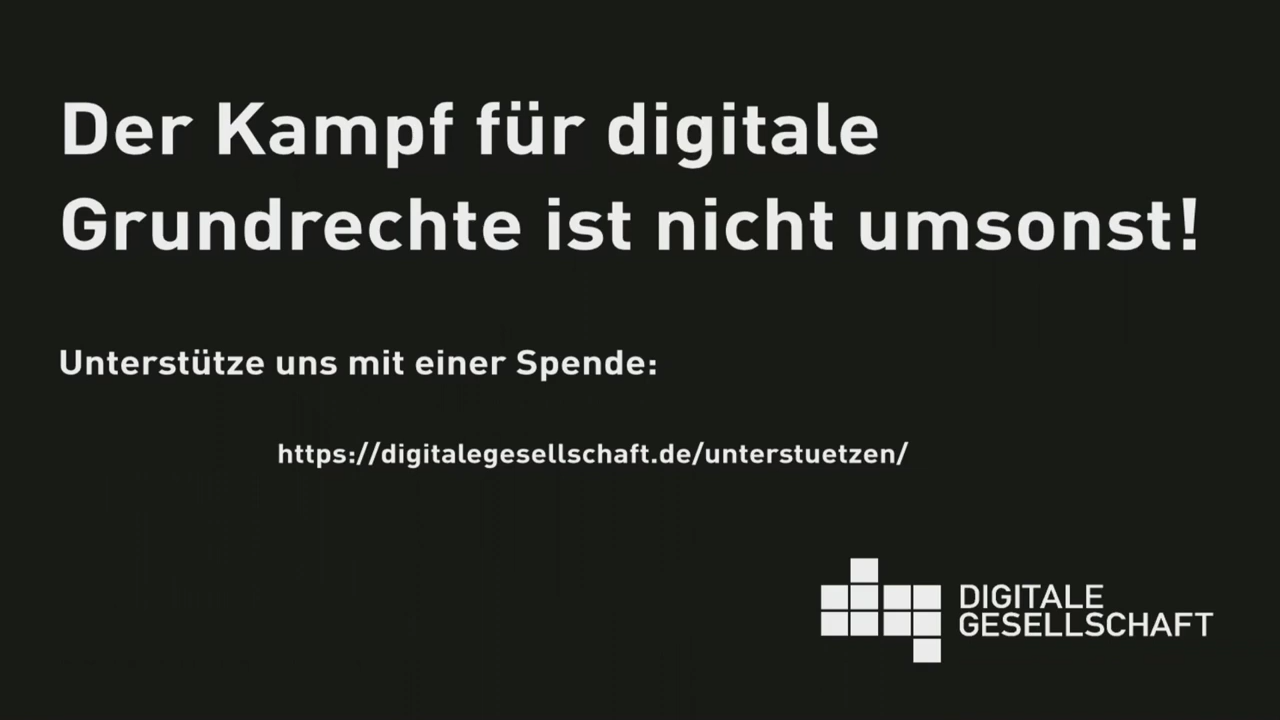 Der Kampf für digitale
Grundrechte ist nicht umsonst!
Unterstütze uns mit einer Spende:
https://digitalegesellschaft.de/unterstuetzen/
DIGITALE
GESELLSCHAFT